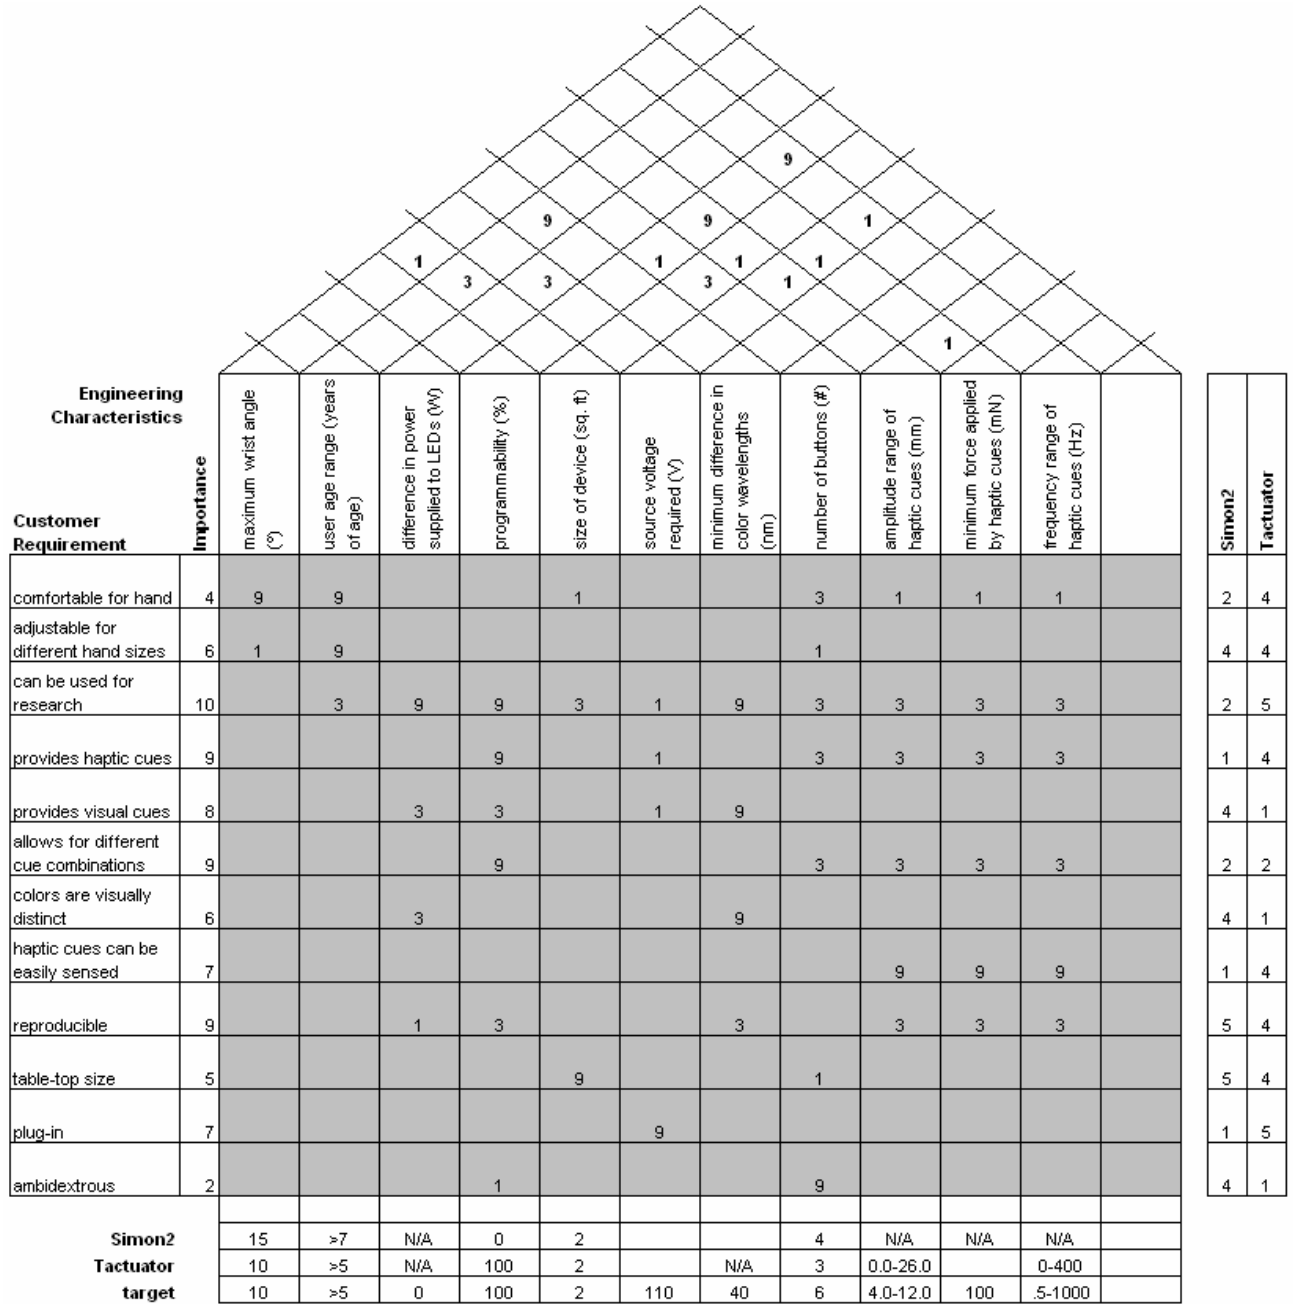 9
9 9 1
1 1 1 1
3 3 3 1
1
Engineering
Characteristics
Customer
Requirement
Importance
maximum wrist angle
(º)
user age range (years
of age)
difference in power
supplied to LEDs (W)
programmability (%)
size of device (sq. ft)
source voltage
required (V)
minimum difference in
color wavelengths
(nm)
number of buttons (#)
amplitude range of
haptic cues (mm)
minimum force applied
by haptic cues (mN)
frequency range of
haptic cues (Hz)
Simon2
Tactuator
comfortable for hand 4 9 9 1 3 1 1 1 2 4
adjustable for
different hand sizes 6 1 9 1 4 4
can be used for
research 10 3 9 9 3 1 9 3 3 3 3 2 5
provides haptic cues 9 9 1 3 3 3 3 1 4
provides visual cues 8 3 3 1 9 4 1
allows for different
cue combinations 9 9 3 3 3 3 2 2
colors are visually
distinct 6 3 9 4 1
haptic cues can be
easily sensed 7 9 9 9 1 4
reproducible 9 1 3 3 3 3 3 5 4
table-top size 5 9 1 5 4
plug-in 7 9 1 5
ambidextrous 2 1 9 4 1
Simon2 15 >7 N/A 0 2 4 N/A N/A N/A
Tactuator 10 >5 N/A 100 2 N/A 3 0.0-26.0 0-400
target 10 >5 0 100 2 110 40 6 4.0-12.0 100 .5-1000